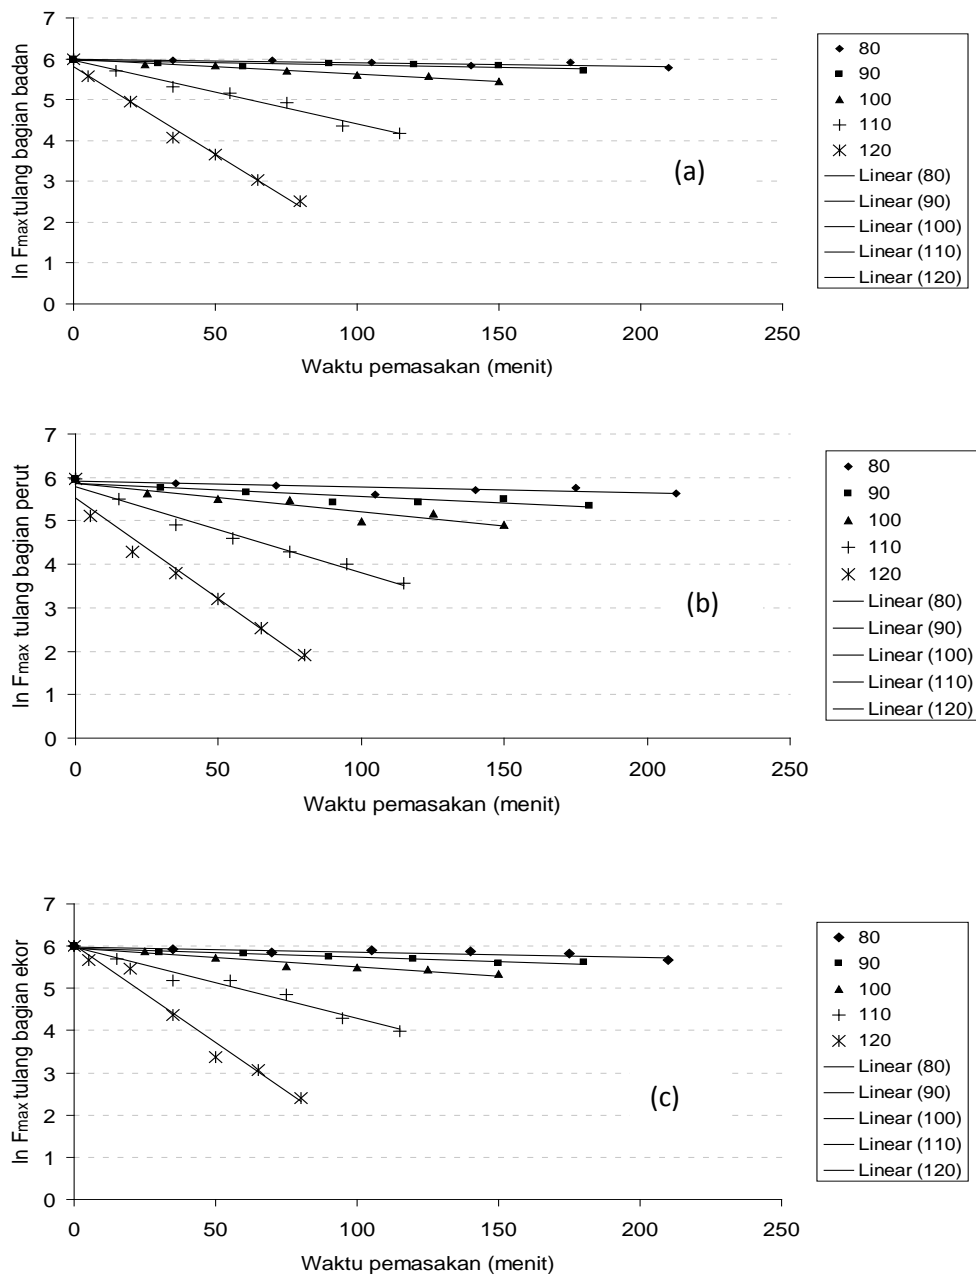 7
6
5
4
3
2
1
0
ln Fmax tulang bagian badan
0 50 100 150 200 250
Waktu pemasakan (menit)
(a)
80
90
100
110
120
Linear (80)
Linear (90)
Linear (100)
Linear (110)
Linear (120)
7
6
5
4
3
2
1
0
ln Fmax tulang bagian perut
0 50 100 150 200 250
Waktu pemasakan (menit)
(b)
80
90
100
110
120
Linear (80)
Linear (90)
Linear (100)
Linear (110)
Linear (120)
7
6
5
4
3
2
1
0
ln Fmax tulang bagian ekor
0 50 100 150 200 250
Waktu pemasakan (menit)
(c)
80
90
100
110
120
Linear (80)
Linear (90)
Linear (100)
Linear (110)
Linear (120)